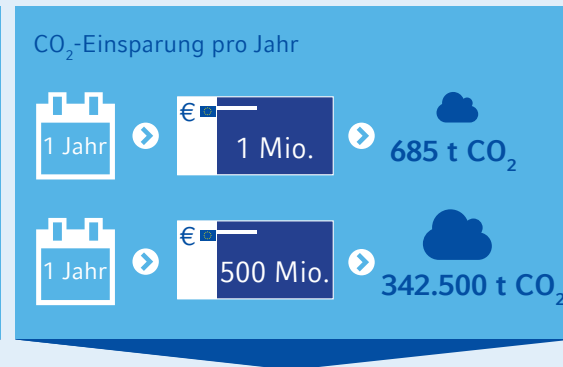 CO₂-Einsparung pro Jahr
1 Jahr € 1 Mio. 685 t CO₂
1 Jahr € 500 Mio. 342.500 t CO₂